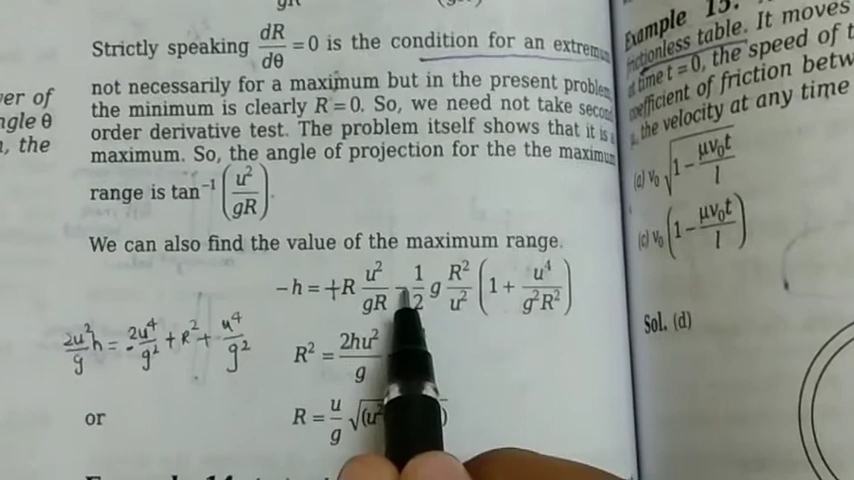 gR
Strictly speaking dR/dθ = 0 is the condition for an extremum
not necessarily for a maximum but in the present problem
the minimum is clearly R = 0. So, we need not take second
order derivative test. The problem itself shows that it is a
maximum. So, the angle of projection for the the maximum
range is tan⁻¹ (u²/gR).
We can also find the value of the maximum range.
-h = +R u²/gR - 1/2 g R²/u² (1 + u⁴/g²R²)
2u²h/g = -2u⁴/g² + R² + u⁴/g²
R² = 2hu²/g
or R = u/g √(u² )
ver of
ngle θ
, the
Example 15.
frictionless table. It moves
time t = 0, the speed of t
coefficient of friction betw
μ, the velocity at any time
(a) v₀ √(1 - μv₀t/l)
(c) v₀ (1 - μv₀t/l)
Sol. (d)